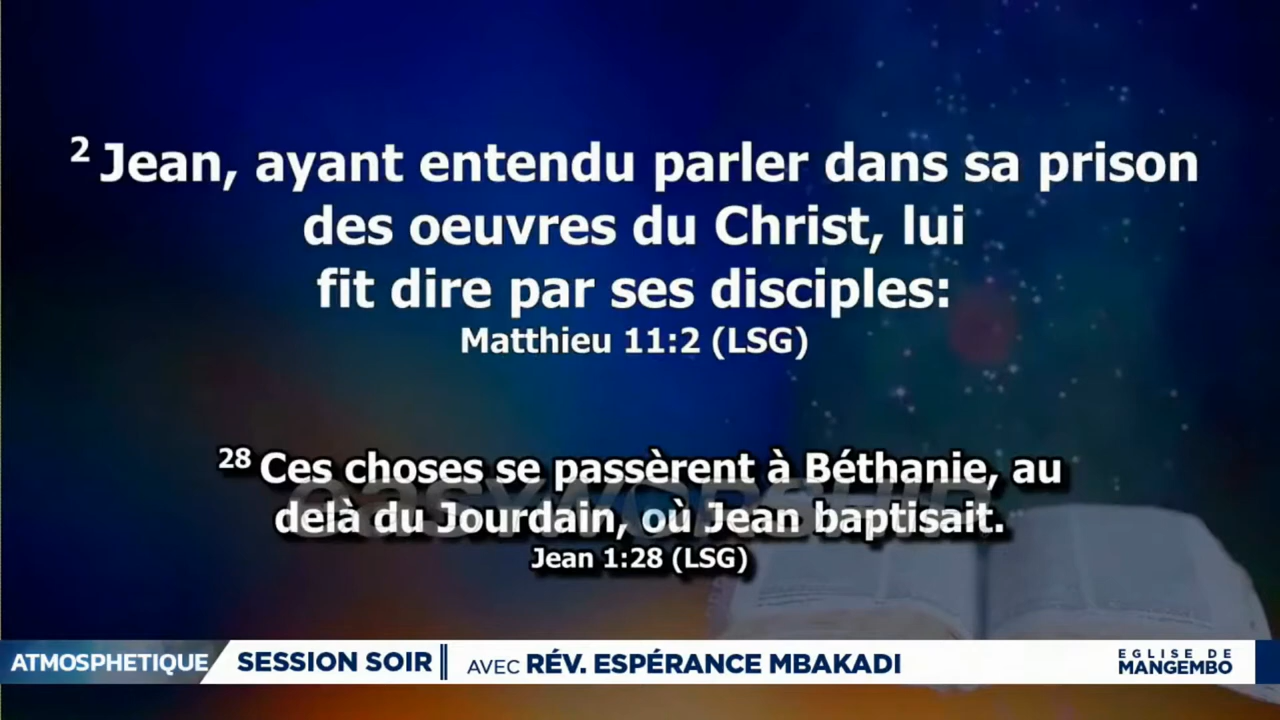 2 Jean, ayant entendu parler dans sa prison
des oeuvres du Christ, lui
fit dire par ses disciples:
Matthieu 11:2 (LSG)
28 Ces choses se passèrent à Béthanie, au
delà du Jourdain, où Jean baptisait.
easyworship
Jean 1:28 (LSG)
ATMOSPHETIQUE SESSION SOIR AVEC RÉV. ESPÉRANCE MBAKADI
EGLISE DE
MANGEMBO